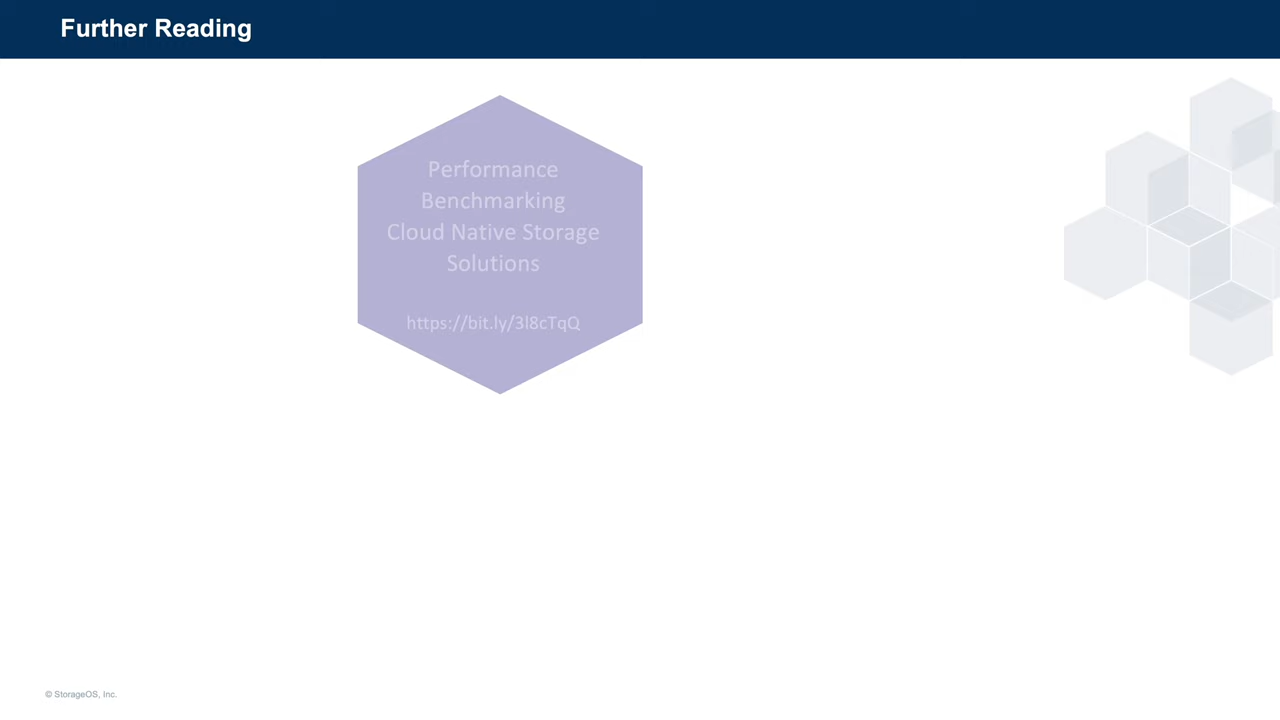 Further Reading
Performance
Benchmarking
Cloud Native Storage
Solutions
https://bit.ly/3l8cTqQ
© StorageOS, Inc.